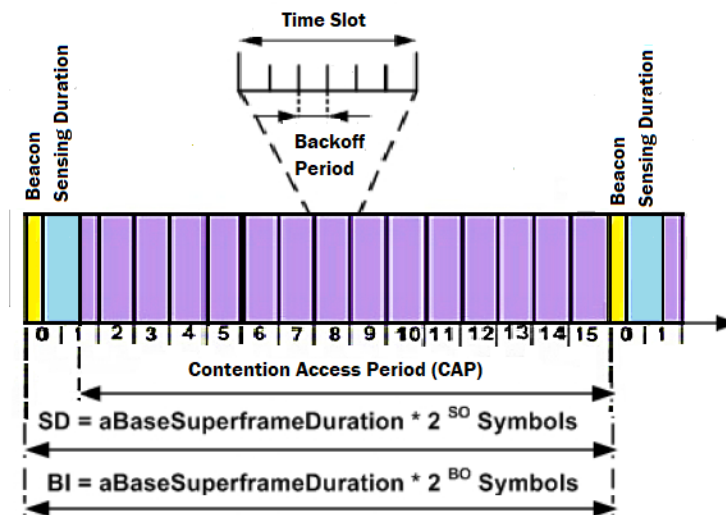 Time Slot
Backoff
Period
Beacon
Sensing Duration
Beacon
Sensing Duration
0 1 2 3 4 5 6 7 8 9 10 11 12 13 14 15 0 1
Contention Access Period (CAP)
SD = aBaseSuperframeDuration * 2 SO Symbols
BI = aBaseSuperframeDuration * 2 BO Symbols